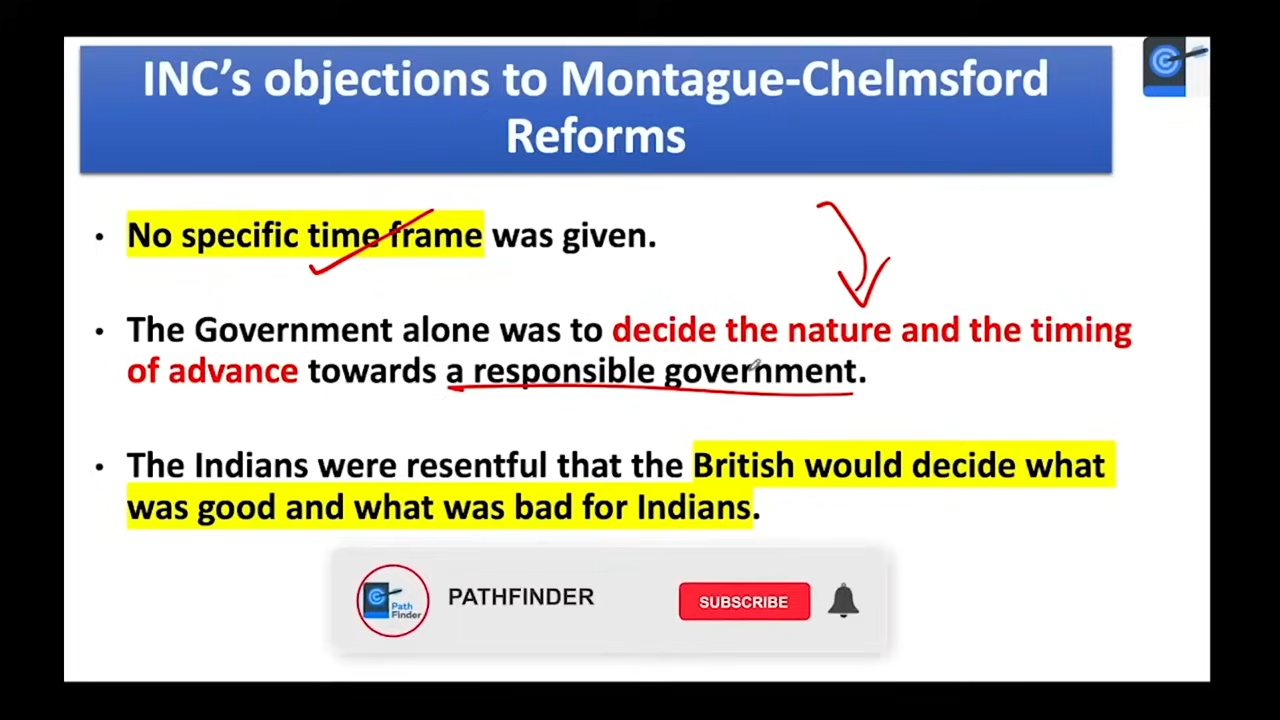 INC’s objections to Montague-Chelmsford
Reforms
• No specific time frame was given.
• The Government alone was to decide the nature and the timing
of advance towards a responsible government.
• The Indians were resentful that the British would decide what
was good and what was bad for Indians.
Path
Finder
PATHFINDER
SUBSCRIBE